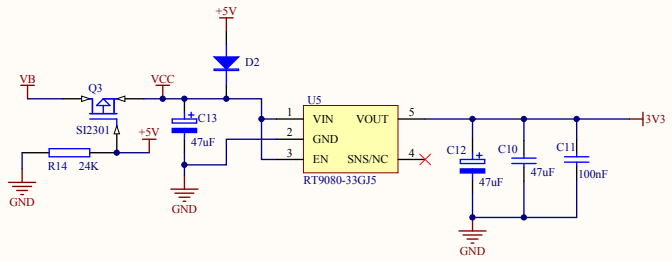 +5V
D2
VB
Q3
VCC
SI2301
+5V
R14 24K
GND
C13
47uF
GND
U5
1 VIN VOUT 5
2 GND
3 EN SNS/NC 4
RT9080-33GJ5
3V3
C12
47uF
C10
47uF
C11
100nF
GND